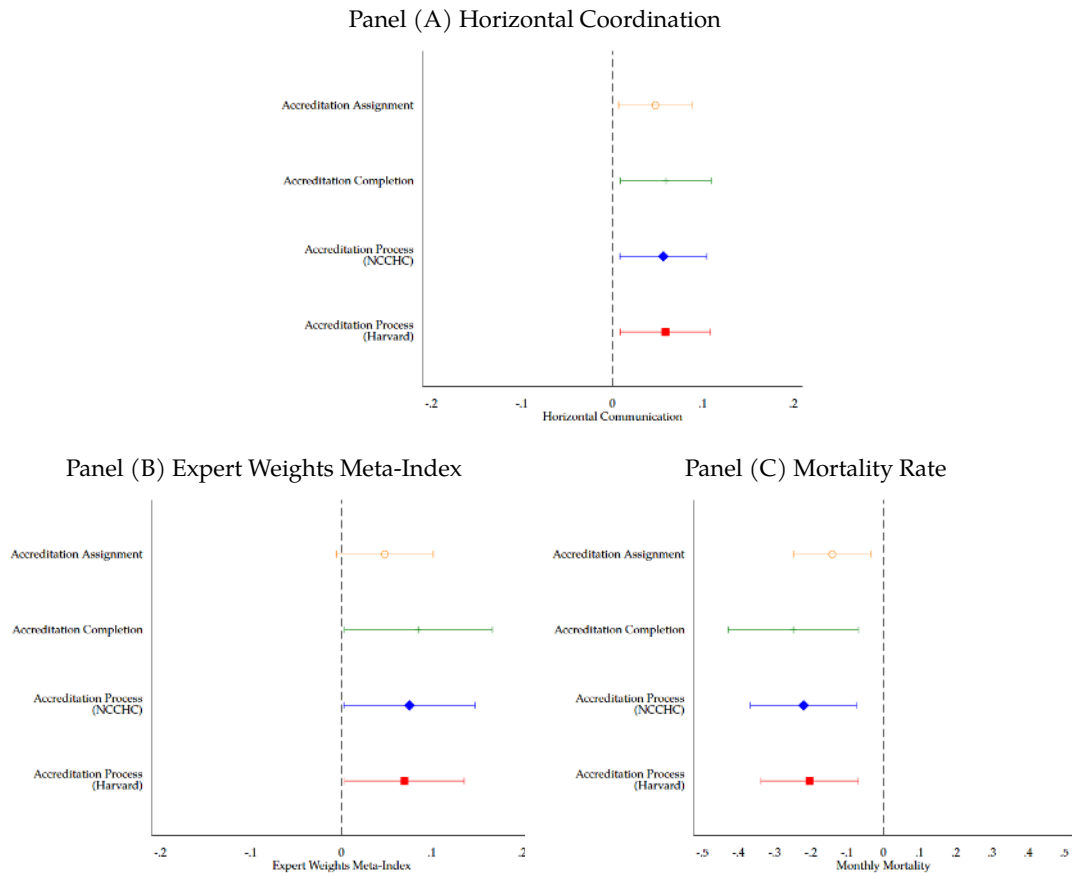 Panel (A) Horizontal Coordination
Accreditation Assignment
Accreditation Completion
Accreditation Process
(NCCHC)
Accreditation Process
(Harvard)
-.2 -.1 0 .1 .2
Horizontal Communication
Panel (B) Expert Weights Meta-Index
Accreditation Assignment
Accreditation Completion
Accreditation Process
(NCCHC)
Accreditation Process
(Harvard)
-.2 0 .1 .2
Expert Weights Meta-Index
Panel (C) Mortality Rate
Accreditation Assignment
Accreditation Completion
Accreditation Process
(NCCHC)
Accreditation Process
(Harvard)
-.5 -.4 -.3 -.2 -.1 0 .1 .2 .3 .4 .5
Monthly Mortality